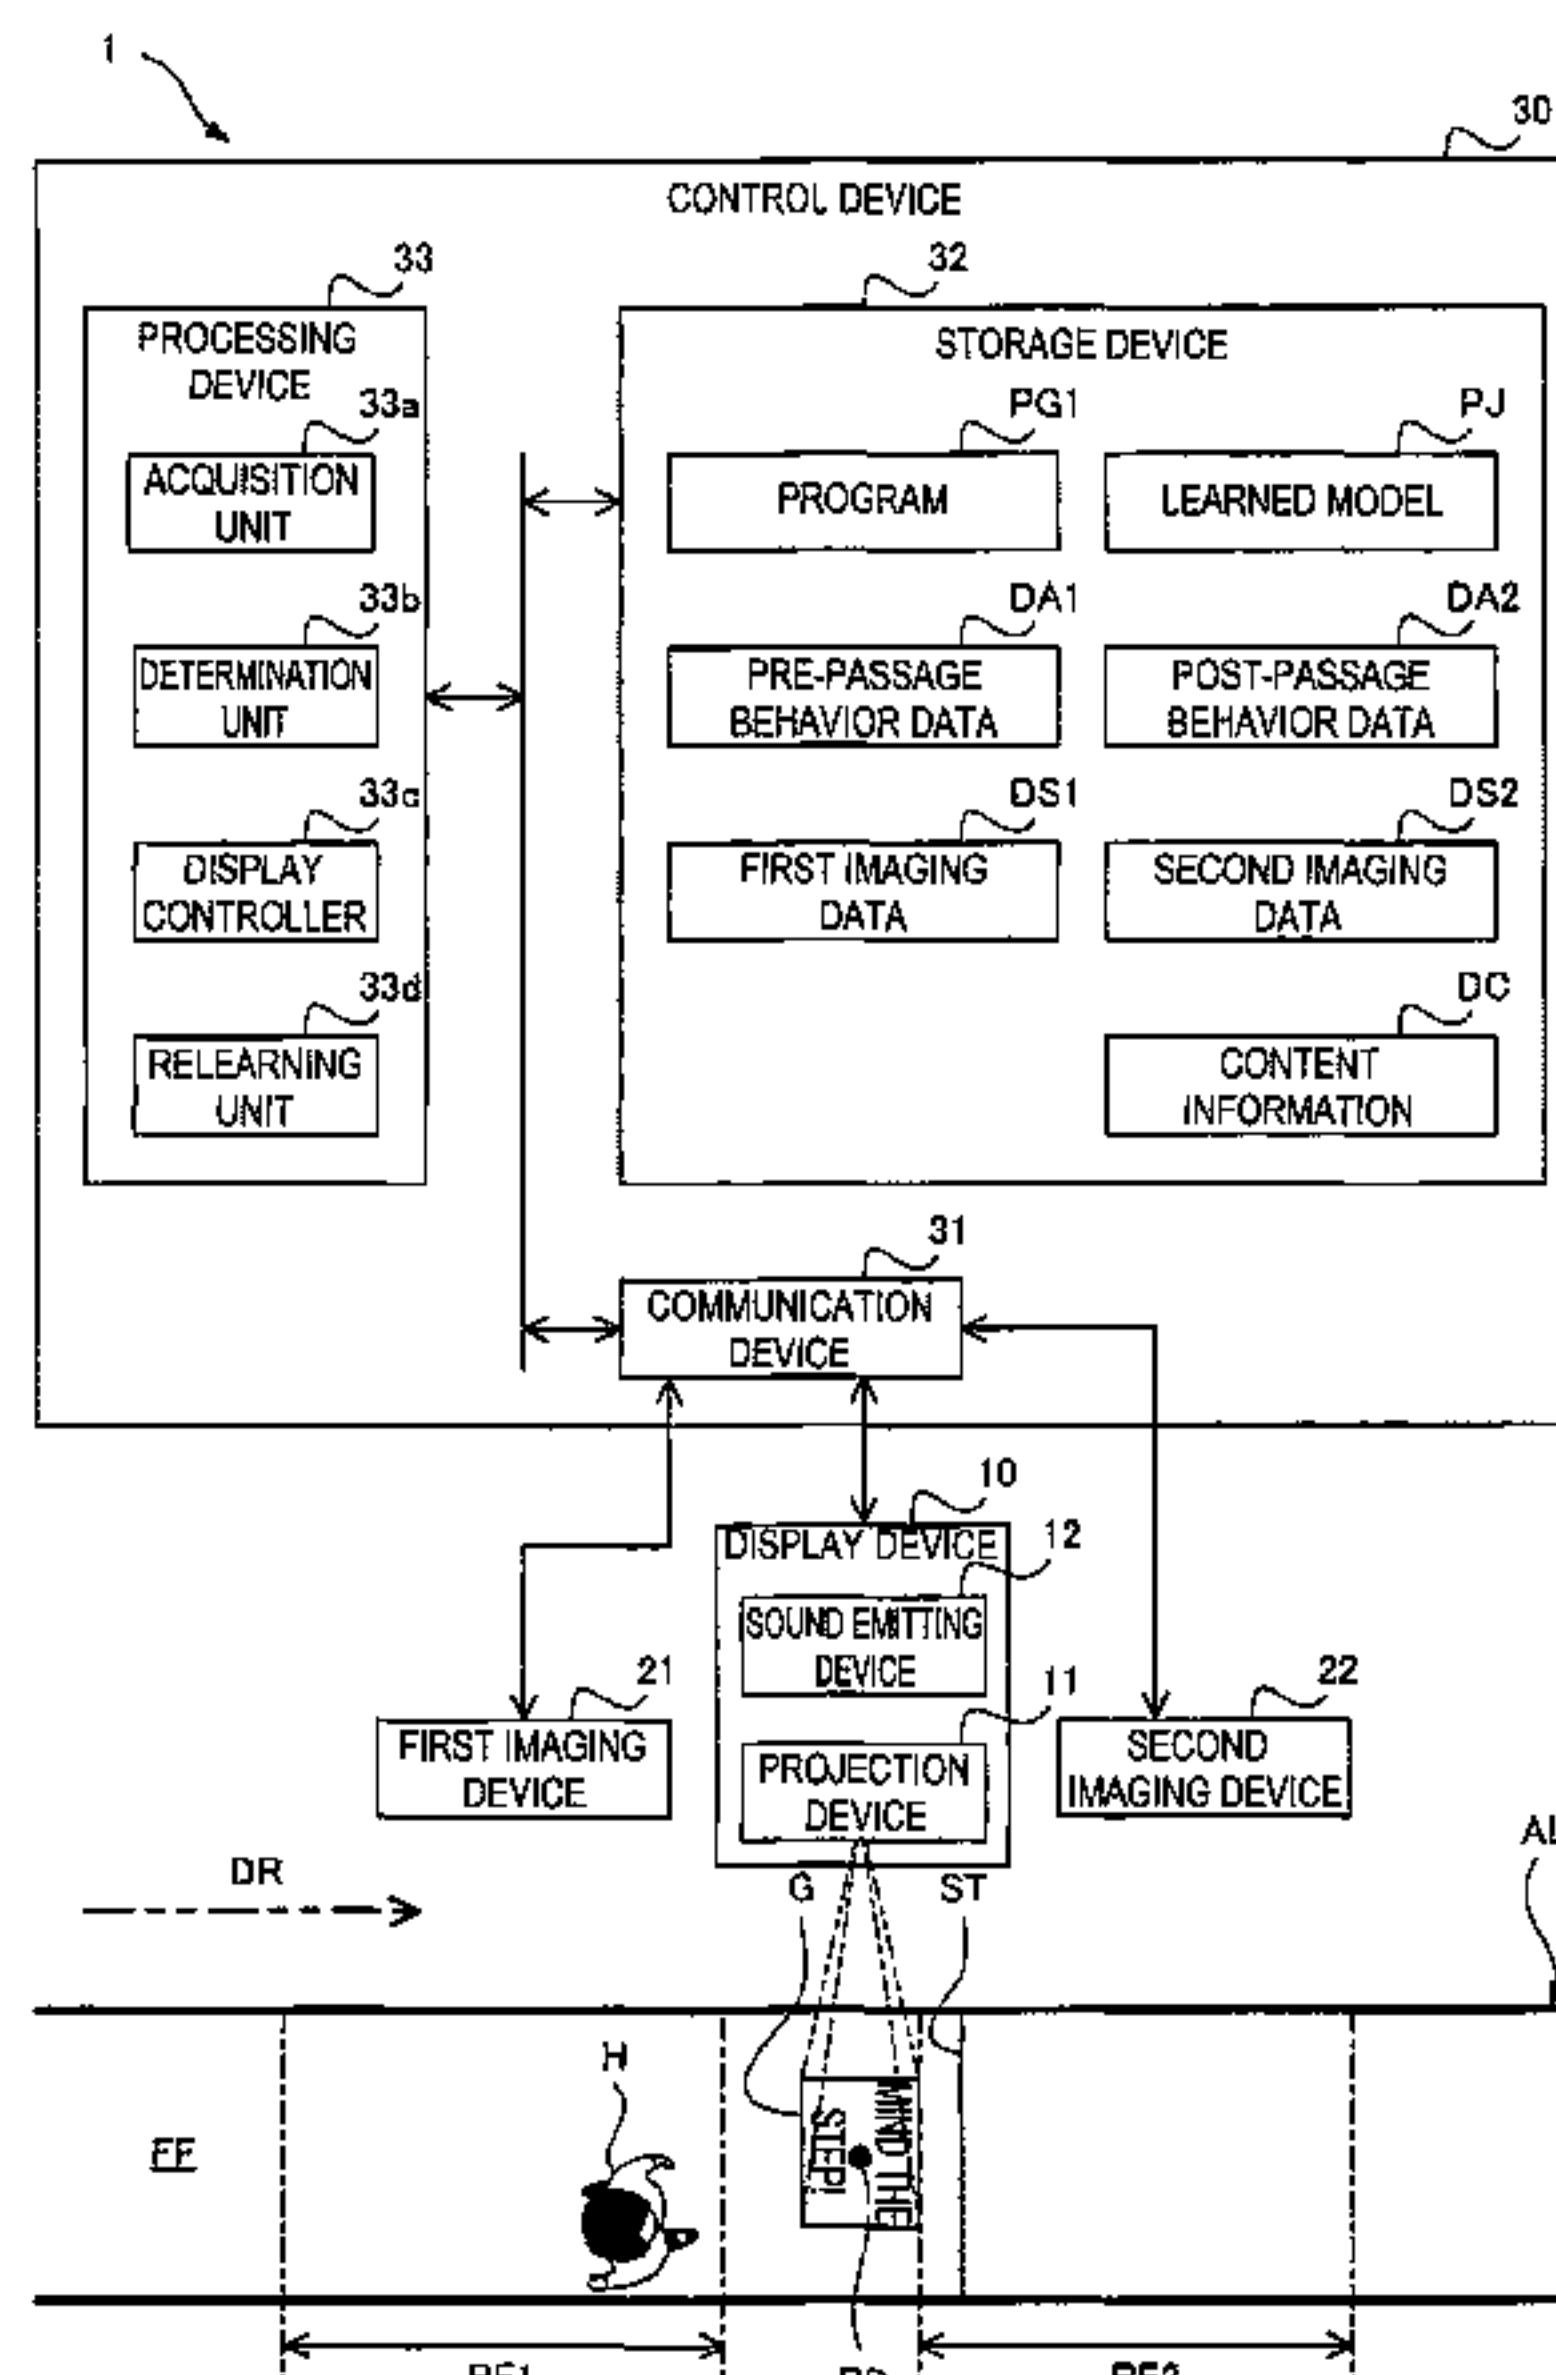 1
30
CONTROL DEVICE
33
32
PROCESSING
DEVICE
STORAGE DEVICE
33a
PG1
PJ
ACQUISITION
UNIT
PROGRAM
LEARNED MODEL
33b
DA1
DA2
DETERMINATION
UNIT
PRE-PASSAGE
BEHAVIOR DATA
POST-PASSAGE
BEHAVIOR DATA
33c
DS1
DS2
DISPLAY
CONTROLLER
FIRST IMAGING
DATA
SECOND IMAGING
DATA
33d
DC
RELEARNING
UNIT
CONTENT
INFORMATION
31
COMMUNICATION
DEVICE
10
DISPLAY DEVICE
12
SOUND EMITTING
DEVICE
21
11
22
FIRST IMAGING
DEVICE
PROJECTION
DEVICE
SECOND
IMAGING DEVICE
AL
DR
G
ST
H
MIND THE
STEP!